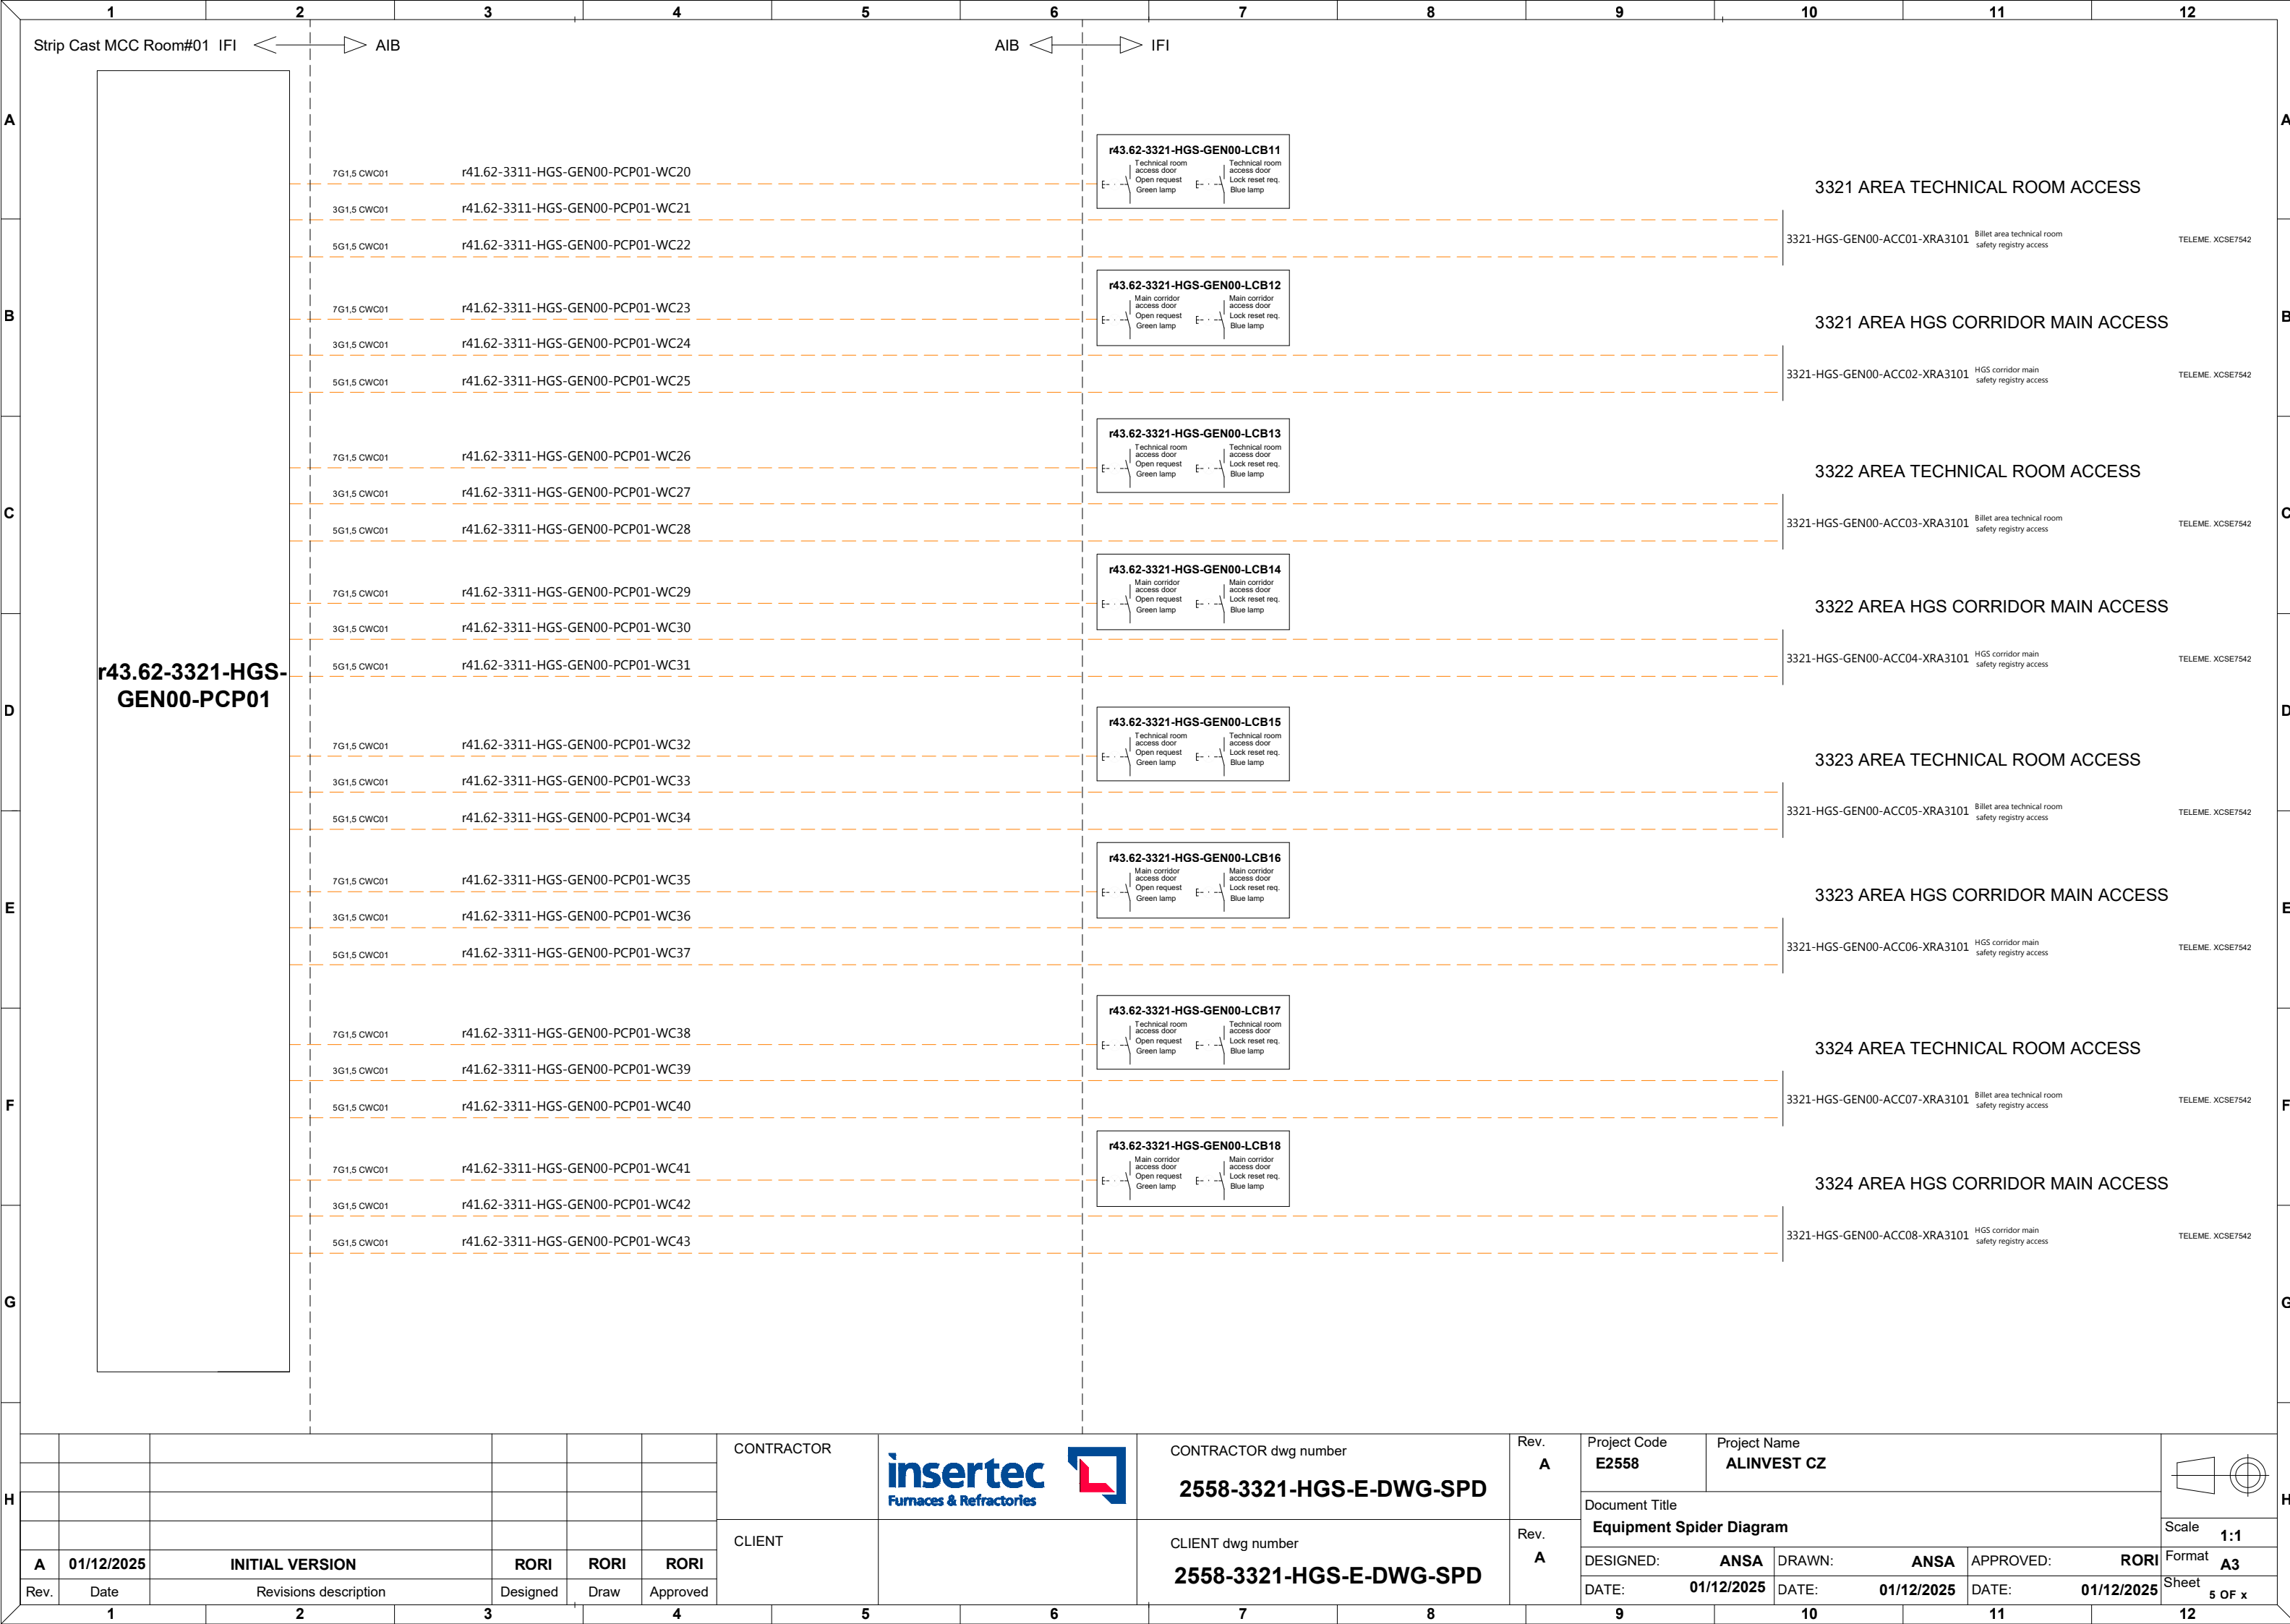 1 2 3 4 5 6 7 8 9 10 11 12
Strip Cast MCC Room#01 IFI AIB AIB IFI
A A
r43.62-3321-HGS-GEN00-LCB11
Technical room Technical room
access door access door
Open request Lock reset req.
Green lamp Blue lamp
7G1,5 CWC01 r41.62-3311-HGS-GEN00-PCP01-WC20
3321 AREA TECHNICAL ROOM ACCESS
3G1,5 CWC01 r41.62-3311-HGS-GEN00-PCP01-WC21
5G1,5 CWC01 r41.62-3311-HGS-GEN00-PCP01-WC22
3321-HGS-GEN00-ACC01-XRA3101 Billet area technical room
safety registry access
TELEME. XCSE7542
B B
r43.62-3321-HGS-GEN00-LCB12
Main corridor Main corridor
access door access door
Open request Lock reset req.
Green lamp Blue lamp
7G1,5 CWC01 r41.62-3311-HGS-GEN00-PCP01-WC23
3321 AREA HGS CORRIDOR MAIN ACCESS
3G1,5 CWC01 r41.62-3311-HGS-GEN00-PCP01-WC24
5G1,5 CWC01 r41.62-3311-HGS-GEN00-PCP01-WC25
3321-HGS-GEN00-ACC02-XRA3101 HGS corridor main
safety registry access
TELEME. XCSE7542
r43.62-3321-HGS-GEN00-LCB13
Technical room Technical room
access door access door
Open request Lock reset req.
Green lamp Blue lamp
7G1,5 CWC01 r41.62-3311-HGS-GEN00-PCP01-WC26
3322 AREA TECHNICAL ROOM ACCESS
3G1,5 CWC01 r41.62-3311-HGS-GEN00-PCP01-WC27
C C
5G1,5 CWC01 r41.62-3311-HGS-GEN00-PCP01-WC28
3321-HGS-GEN00-ACC03-XRA3101 Billet area technical room
safety registry access
TELEME. XCSE7542
r43.62-3321-HGS-GEN00-LCB14
Main corridor Main corridor
access door access door
Open request Lock reset req.
Green lamp Blue lamp
7G1,5 CWC01 r41.62-3311-HGS-GEN00-PCP01-WC29
3322 AREA HGS CORRIDOR MAIN ACCESS
3G1,5 CWC01 r41.62-3311-HGS-GEN00-PCP01-WC30
5G1,5 CWC01 r41.62-3311-HGS-GEN00-PCP01-WC31
3321-HGS-GEN00-ACC04-XRA3101 HGS corridor main
safety registry access
TELEME. XCSE7542
r43.62-3321-HGS-
GEN00-PCP01
D D
r43.62-3321-HGS-GEN00-LCB15
Technical room Technical room
access door access door
Open request Lock reset req.
Green lamp Blue lamp
7G1,5 CWC01 r41.62-3311-HGS-GEN00-PCP01-WC32
3323 AREA TECHNICAL ROOM ACCESS
3G1,5 CWC01 r41.62-3311-HGS-GEN00-PCP01-WC33
5G1,5 CWC01 r41.62-3311-HGS-GEN00-PCP01-WC34
3321-HGS-GEN00-ACC05-XRA3101 Billet area technical room
safety registry access
TELEME. XCSE7542
r43.62-3321-HGS-GEN00-LCB16
Main corridor Main corridor
access door access door
Open request Lock reset req.
Green lamp Blue lamp
7G1,5 CWC01 r41.62-3311-HGS-GEN00-PCP01-WC35
3323 AREA HGS CORRIDOR MAIN ACCESS
E E
3G1,5 CWC01 r41.62-3311-HGS-GEN00-PCP01-WC36
5G1,5 CWC01 r41.62-3311-HGS-GEN00-PCP01-WC37
3321-HGS-GEN00-ACC06-XRA3101 HGS corridor main
safety registry access
TELEME. XCSE7542
r43.62-3321-HGS-GEN00-LCB17
Technical room Technical room
access door access door
Open request Lock reset req.
Green lamp Blue lamp
7G1,5 CWC01 r41.62-3311-HGS-GEN00-PCP01-WC38
3324 AREA TECHNICAL ROOM ACCESS
3G1,5 CWC01 r41.62-3311-HGS-GEN00-PCP01-WC39
F F
5G1,5 CWC01 r41.62-3311-HGS-GEN00-PCP01-WC40
3321-HGS-GEN00-ACC07-XRA3101 Billet area technical room
safety registry access
TELEME. XCSE7542
r43.62-3321-HGS-GEN00-LCB18
Main corridor Main corridor
access door access door
Open request Lock reset req.
Green lamp Blue lamp
7G1,5 CWC01 r41.62-3311-HGS-GEN00-PCP01-WC41
3324 AREA HGS CORRIDOR MAIN ACCESS
3G1,5 CWC01 r41.62-3311-HGS-GEN00-PCP01-WC42
5G1,5 CWC01 r41.62-3311-HGS-GEN00-PCP01-WC43
3321-HGS-GEN00-ACC08-XRA3101 HGS corridor main
safety registry access
TELEME. XCSE7542
G G
H H
CONTRACTOR
insertec
Furnaces & Refractories
CONTRACTOR dwg number
2558-3321-HGS-E-DWG-SPD
Rev.
A
Project Code
E2558
Project Name
ALINVEST CZ
Document Title
Equipment Spider Diagram
CLIENT
CLIENT dwg number
2558-3321-HGS-E-DWG-SPD
Rev.
A
Scale 1:1
A 01/12/2025 INITIAL VERSION RORI RORI RORI
Rev. Date Revisions description Designed Draw Approved
DESIGNED: ANSA DRAWN: ANSA APPROVED: RORI
Format A3
DATE: 01/12/2025 DATE: 01/12/2025 DATE: 01/12/2025
Sheet 5 OF x
1 2 3 4 5 6 7 8 9 10 11 12